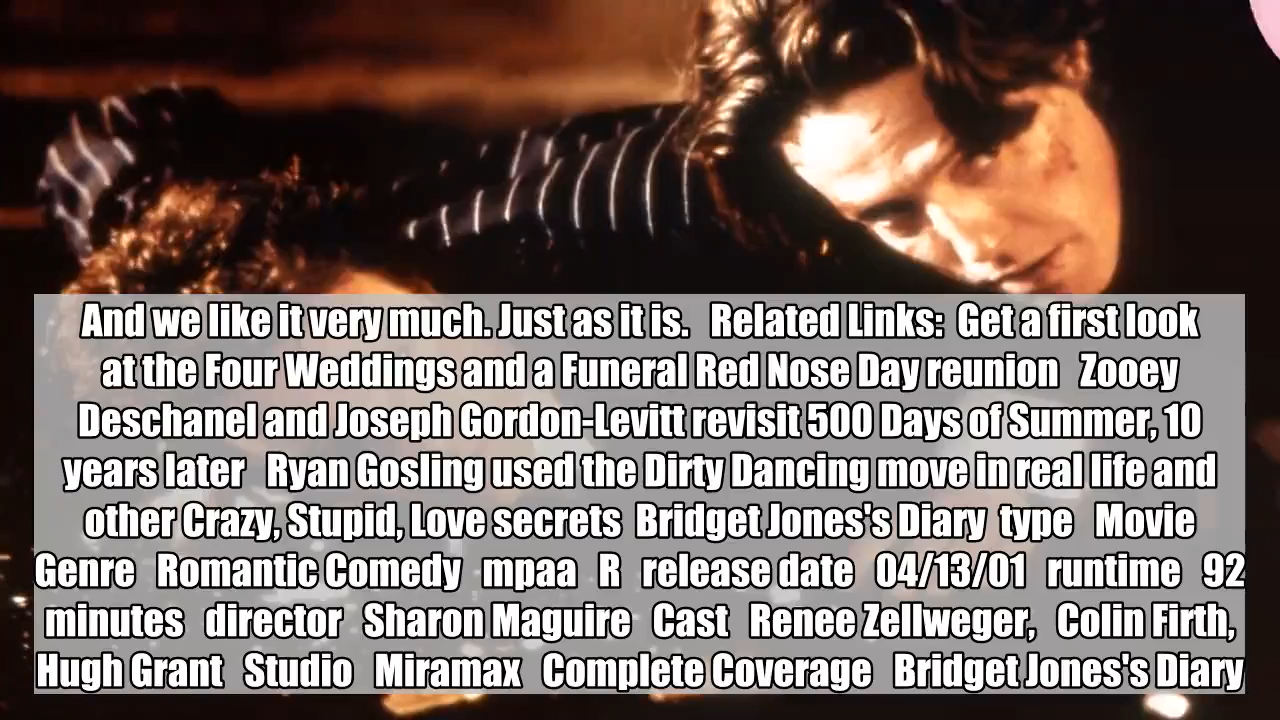 And we like it very much. Just as it is. Related Links: Get a first look
at the Four Weddings and a Funeral Red Nose Day reunion Zooey
Deschanel and Joseph Gordon-Levitt revisit 500 Days of Summer, 10
years later Ryan Gosling used the Dirty Dancing move in real life and
other Crazy, Stupid, Love secrets Bridget Jones's Diary type Movie
Genre Romantic Comedy mpaa R release date 04/13/01 runtime 92
minutes director Sharon Maguire Cast Renee Zellweger, Colin Firth,
Hugh Grant Studio Miramax Complete Coverage Bridget Jones's Diary